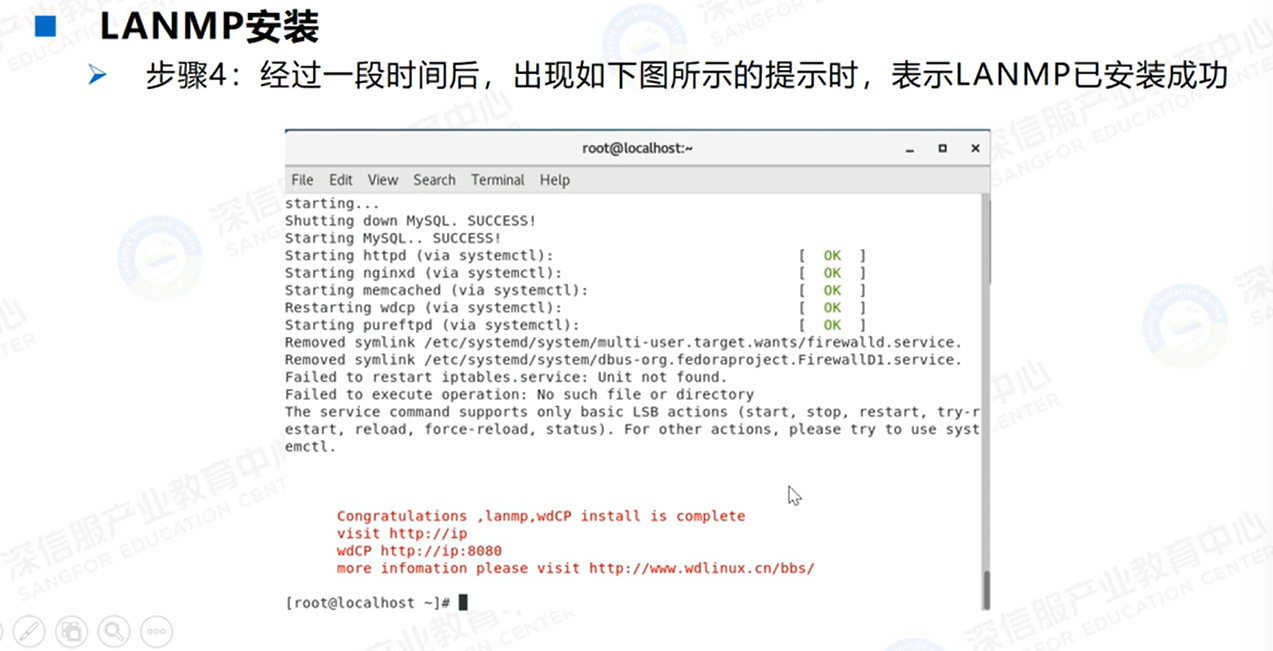 LANMP安装
步骤4：经过一段时间后，出现如下图所示的提示时，表示LANMP已安装成功
root@localhost:~
File Edit View Search Terminal Help
starting...
Shutting down MySQL. SUCCESS!
Starting MySQL.. SUCCESS!
Starting httpd (via systemctl): [ OK ]
Starting nginxd (via systemctl): [ OK ]
Starting memcached (via systemctl): [ OK ]
Restarting wdcp (via systemctl): [ OK ]
Starting pureftpd (via systemctl): [ OK ]
Removed symlink /etc/systemd/system/multi-user.target.wants/firewalld.service.
Removed symlink /etc/systemd/system/dbus-org.fedoraproject.FirewallD1.service.
Failed to restart iptables.service: Unit not found.
Failed to execute operation: No such file or directory
The service command supports only basic LSB actions (start, stop, restart, try-r
estart, reload, force-reload, status). For other actions, please try to use syst
emctl.
Congratulations ,lanmp,wdCP install is complete
visit http://ip
wdCP http://ip:8080
more infomation please visit http://www.wdlinux.cn/bbs/
[root@localhost ~]#
深信服产业教育中心
SANGFOR EDUCATION CENTER